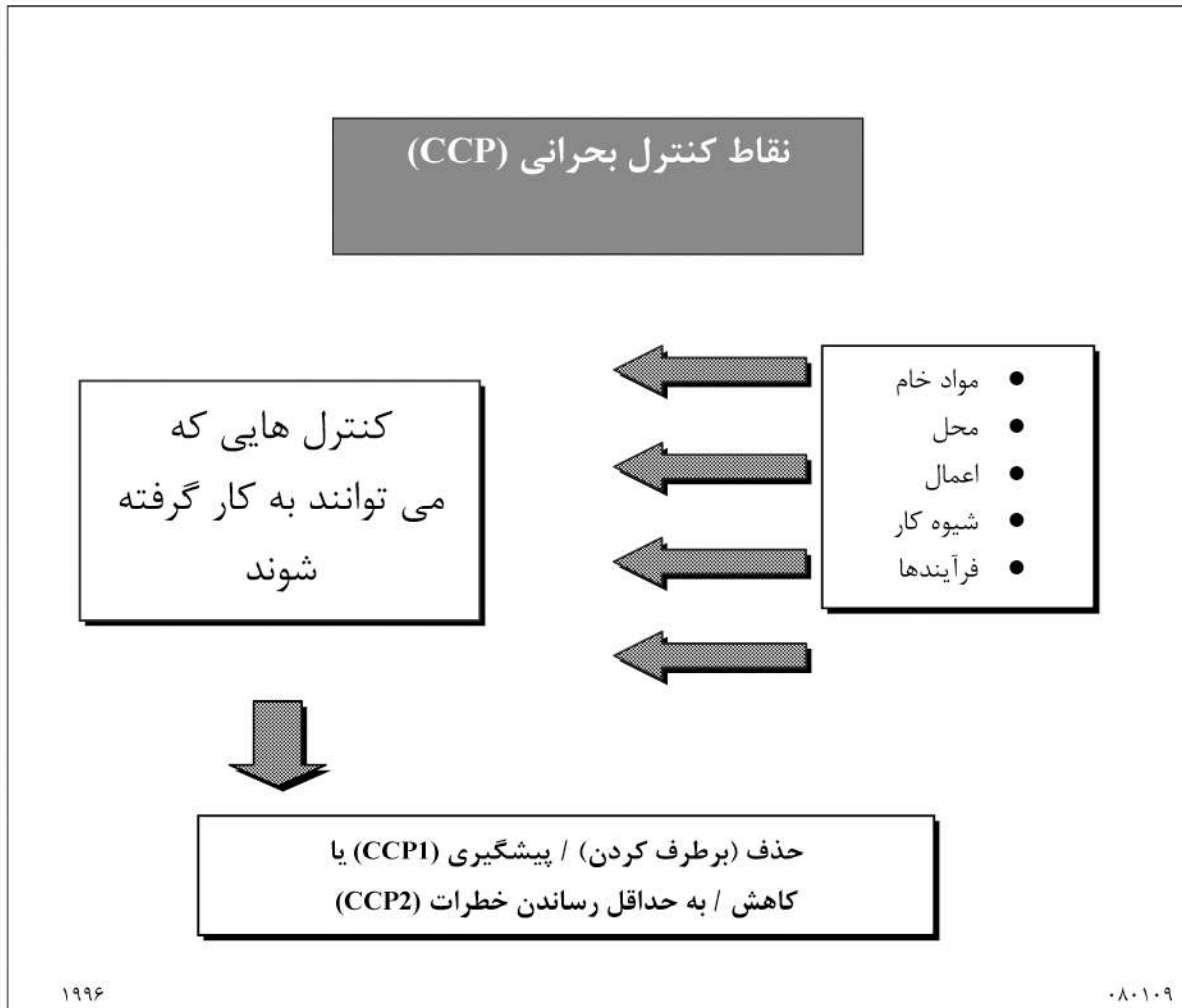 نقاط کنترل بحرانی (CCP)
● مواد خام
● محل
● اعمال
● شیوه کار
● فرآیندها
کنترل هایی که
می توانند به کار گرفته
شوند
حذف (برطرف کردن) / پیشگیری (CCP1) یا
کاهش / به حداقل رساندن خطرات (CCP2)
۰۸۰۱۰۹
۱۹۹۶